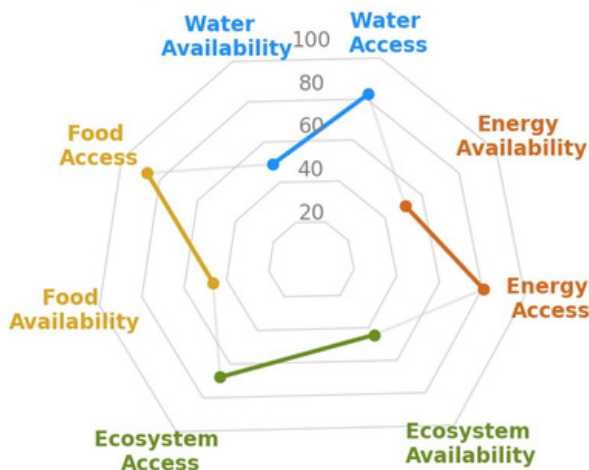 Water
Availability
100
Water
Access
80
60
40
20
Food
Access
Energy
Availability
Food
Availability
Energy
Access
Ecosystem
Access
Ecosystem
Availability